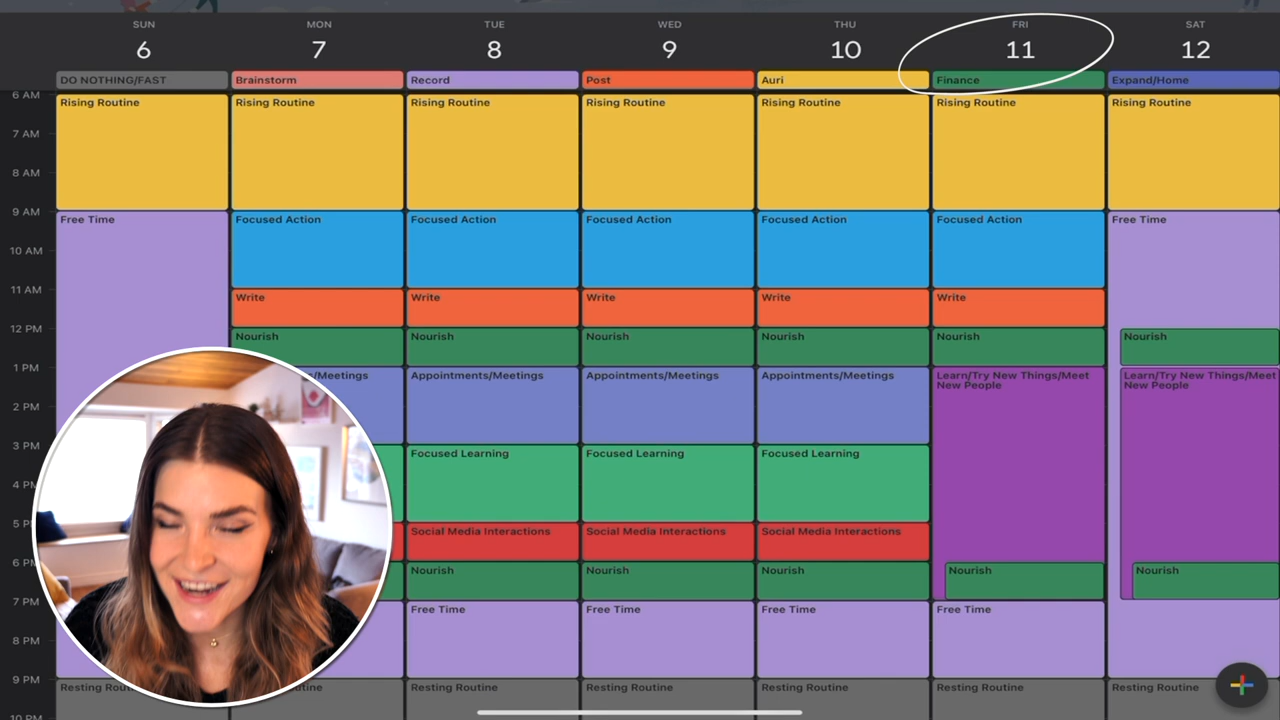 SUN MON TUE WED THU FRI SAT
6 7 8 9 10 11 12
DO NOTHING/FAST Brainstorm Record Post Auri Finance Expand/Home
6 AM Rising Routine Rising Routine Rising Routine Rising Routine Rising Routine Rising Routine Rising Routine
7 AM
8 AM
9 AM
Free Time Focused Action Focused Action Focused Action Focused Action Focused Action Free Time
10 AM
11 AM
Write Write Write Write Write
12 PM
Nourish Nourish Nourish Nourish Nourish Nourish
1 PM
/Meetings Appointments/Meetings Appointments/Meetings Appointments/Meetings Learn/Try New Things/Meet Learn/Try New Things/Meet
New People New People
2 PM
3 PM
Focused Learning Focused Learning Focused Learning
4 PM
5 P
Social Media Interactions Social Media Interactions Social Media Interactions
6 PM
Nourish Nourish Nourish Nourish Nourish
7 PM
Free Time Free Time Free Time Free Time
8 PM
9 PM
Resting Routine Resting Routine Resting Routine Resting Routine Resting Routine
10 PM